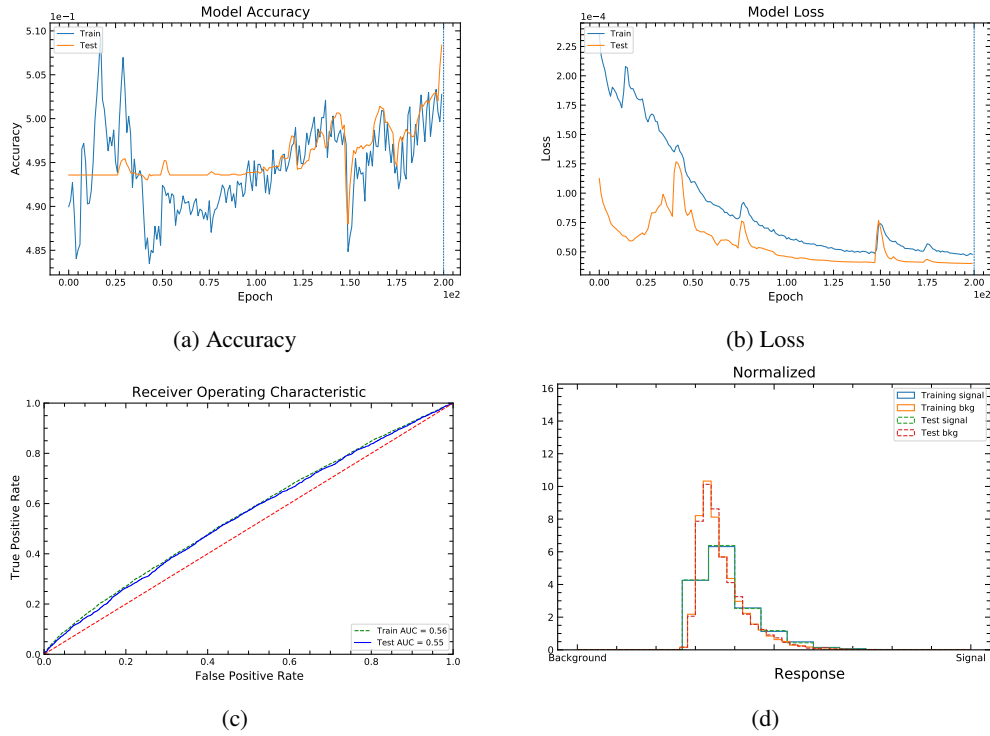 Model Accuracy
1e−1
Train
Test
5.10
5.05
5.00
4.95
4.90
4.85
Accuracy
0.00 0.25 0.50 0.75 1.00 1.25 1.50 1.75 2.00
Epoch
1e2
(a) Accuracy
Model Loss
1e−4
Train
Test
2.25
2.00
1.75
1.50
1.25
1.00
0.75
0.50
Loss
0.00 0.25 0.50 0.75 1.00 1.25 1.50 1.75 2.00
Epoch
1e2
(b) Loss
Receiver Operating Characteristic
1.0
0.8
0.6
0.4
0.2
0.0
True Positive Rate
Train AUC = 0.56
Test AUC = 0.55
0.0 0.2 0.4 0.6 0.8 1.0
False Positive Rate
(c)
Normalized
16
14
12
10
8
6
4
2
0
Training signal
Training bkg
Test signal
Test bkg
Background Signal
Response
(d)